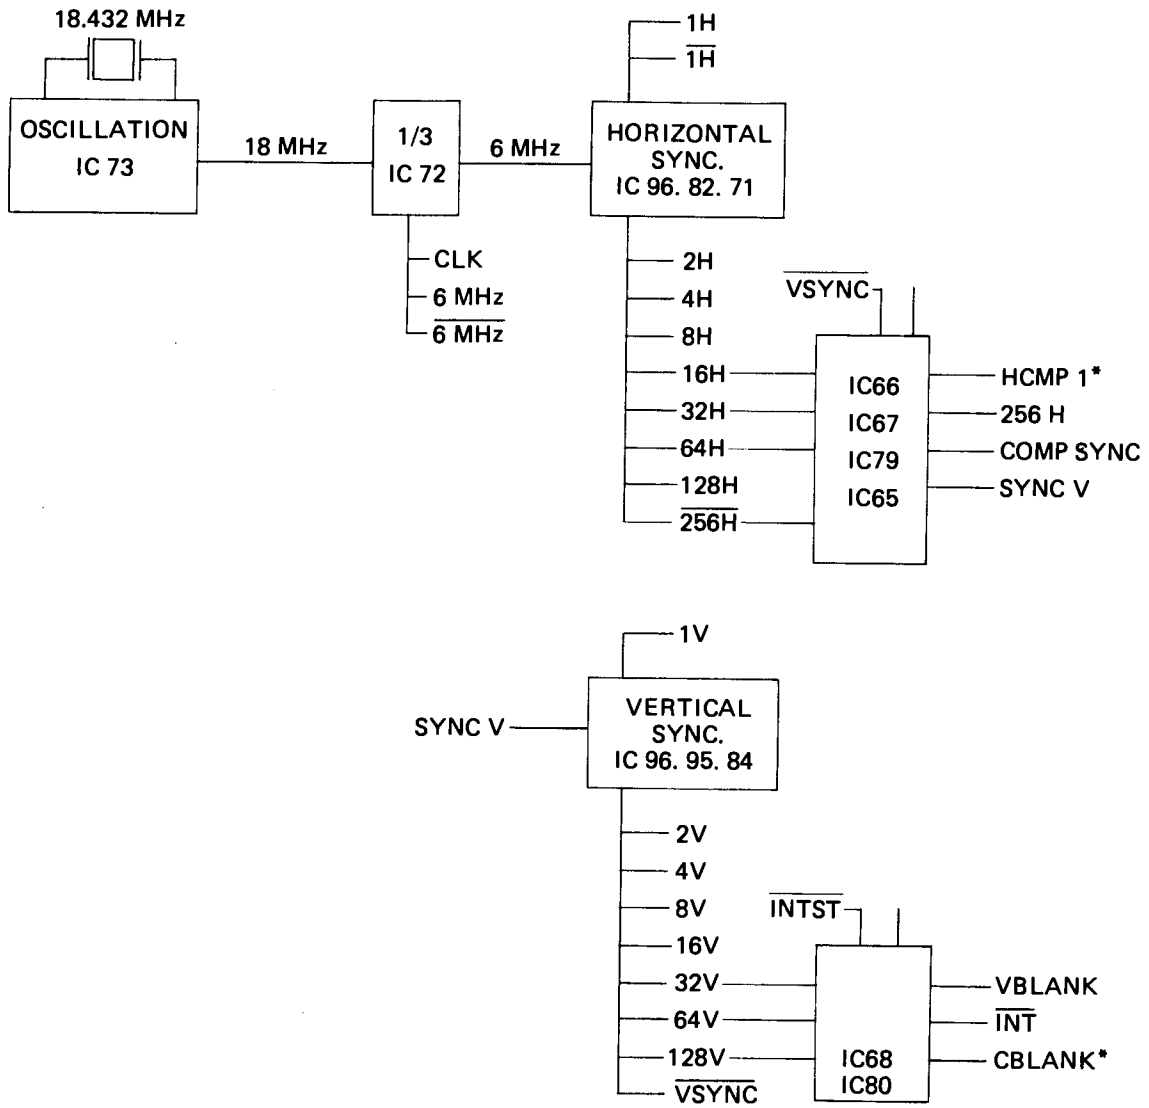 18.432 MHz
OSCILLATION
IC 73
18 MHz
1/3
IC 72
6 MHz
CLK
6 MHz
6 MHz
1H
1H
HORIZONTAL
SYNC.
IC 96. 82. 71
2H
4H
8H
16H
32H
64H
128H
256H
VSYNC
IC66
IC67
IC79
IC65
HCMP 1*
256 H
COMP SYNC
SYNC V
1V
SYNC V
VERTICAL
SYNC.
IC 96. 95. 84
2V
4V
8V
16V
32V
64V
128V
VSYNC
INTST
IC68
IC80
VBLANK
INT
CBLANK*